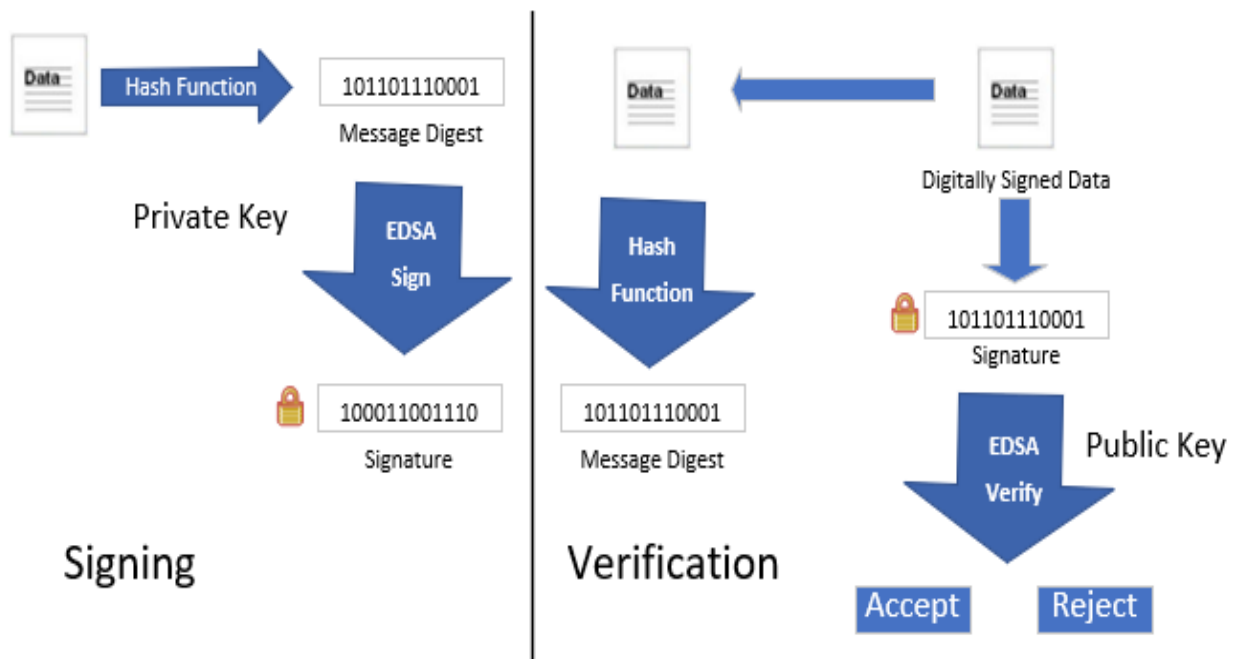 Data
Hash Function
101101110001
Message Digest
Private Key
EDSA
Sign
100011001110
Signature
Signing
Data
Data
Digitally Signed Data
Hash
Function
101101110001
Signature
101101110001
Message Digest
EDSA
Verify
Public Key
Verification
Accept
Reject